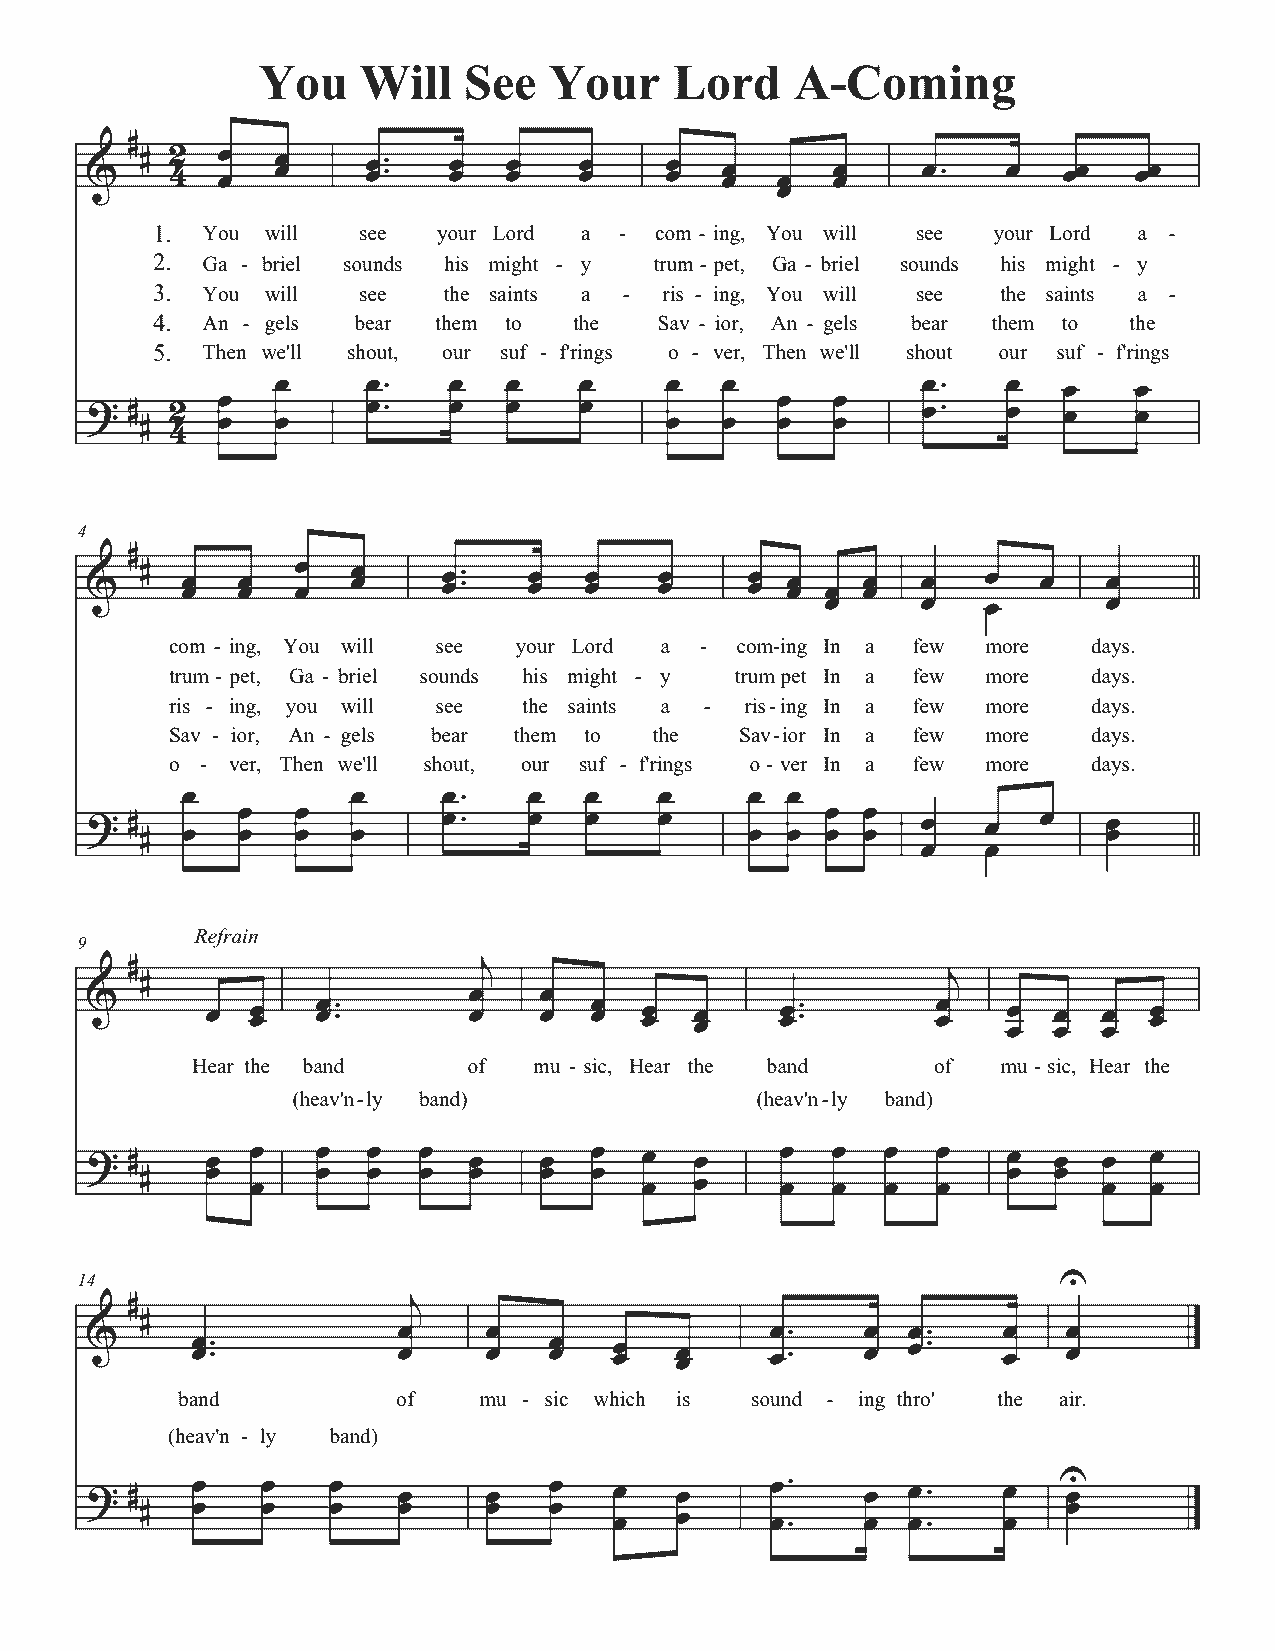 You Will See Your Lord A-Coming
2 4
1. You will see your Lord a - com - ing, You will see your Lord a -
2. Ga - briel sounds his might - y trum - pet, Ga - briel sounds his might - y
3. You will see the saints a - ris - ing, You will see the saints a -
4. An - gels bear them to the Sav - ior, An - gels bear them to the
5. Then we'll shout, our suf - f'rings o - ver, Then we'll shout our suf - f'rings
2 4
4
com - ing, You will see your Lord a - com-ing In a few more days.
trum - pet, Ga - briel sounds his might - y trum pet In a few more days.
ris - ing, you will see the saints a - ris - ing In a few more days.
Sav - ior, An - gels bear them to the Sav-ior In a few more days.
o - ver, Then we'll shout, our suf - f'rings o - ver In a few more days.
9 Refrain
Hear the band of mu - sic, Hear the band of mu - sic, Hear the
(heav'n-ly band) (heav'n-ly band)
14
band of mu - sic which is sound - ing thro' the air.
(heav'n - ly band)